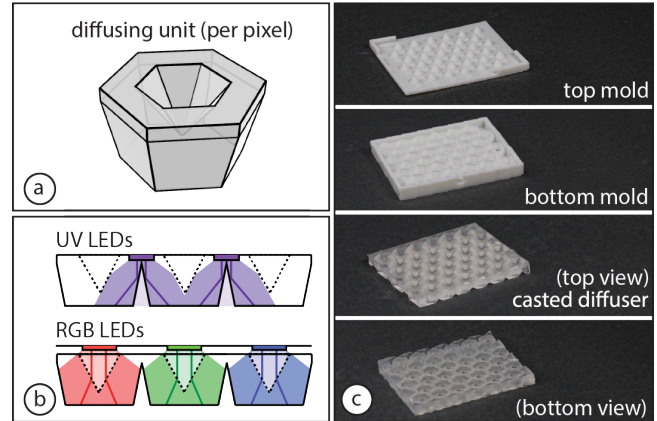 diffusing unit (per pixel)
a
UV LEDs
RGB LEDs
b
top mold
bottom mold
(top view)
casted diffuser
c
(bottom view)